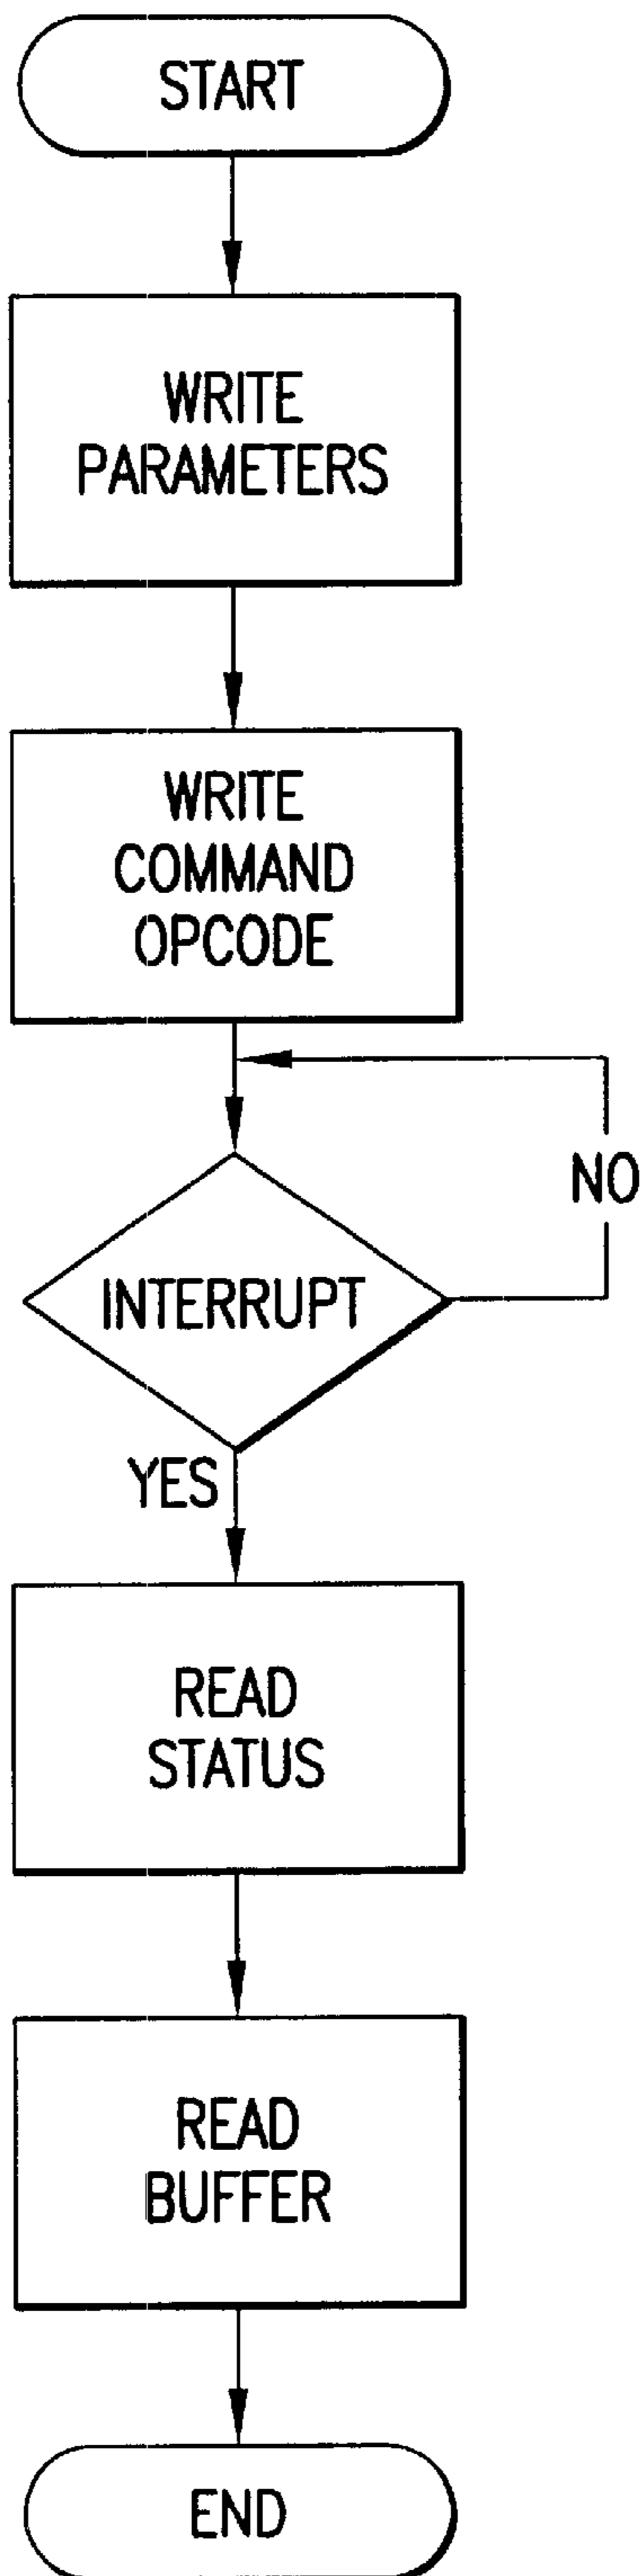 START
WRITE
PARAMETERS
WRITE
COMMAND
OPCODE
NO
INTERRUPT
YES
READ
STATUS
READ
BUFFER
END